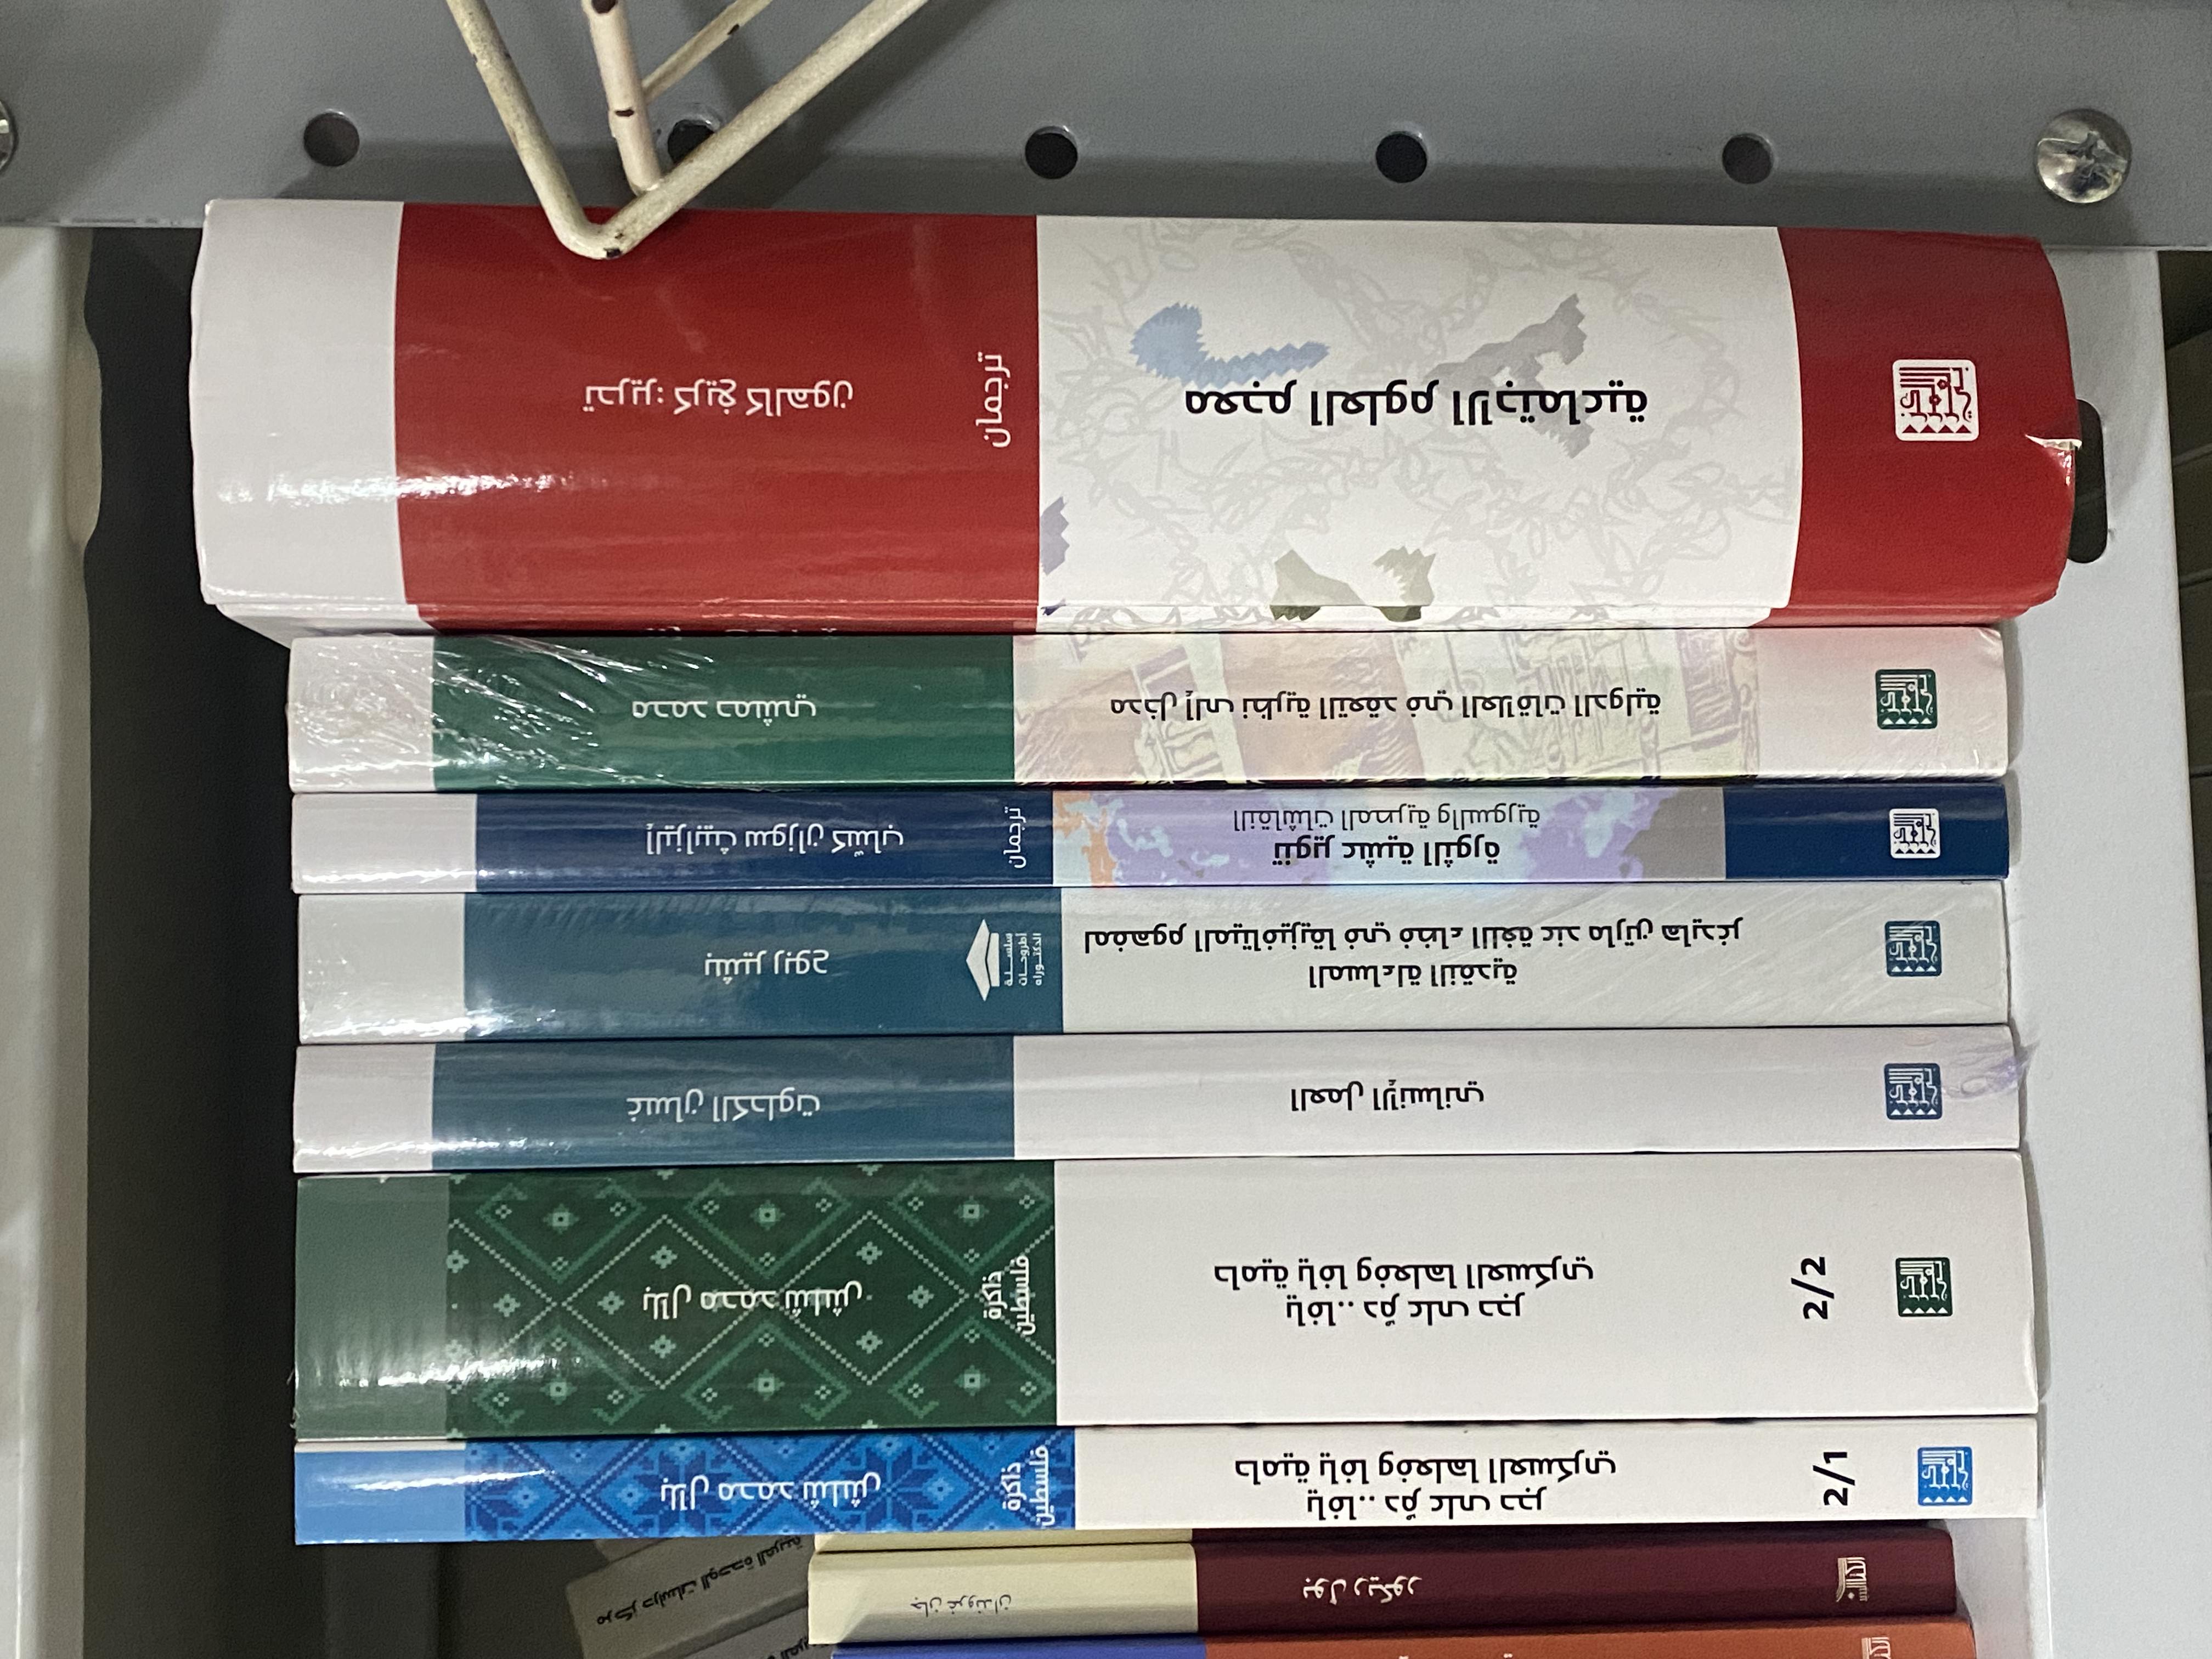 جان غروندان
بول ريكور
مركز دراسات الوحدة العربية
بلال محمد شلش
ذاكرة
فلسطين
يافا.. دمٌ على حجر
حامية يافا وفعلها العسكري
2/1
بلال محمد شلش
ذاكرة
فلسطين
يافا.. دمٌ على حجر
حامية يافا وفعلها العسكري
2/2
غسان الكحلوت
العمل الإنساني
بشير ربوح
سلسلة
أطروحات
الدكتوراه
المساءلة النقدية
لمفهوم الميتافيزيقا في فضاء اللغة عند مارتن هايدغر
إليزابيث سوزان كسّاب
ترجمان
تنوير عشية الثورة
النقاشات المصرية والسورية
محمد حمشي
مدخل إلى نظرية التعقد في العلاقات الدولية
تحرير: كريغ كالهون
ترجمان
معجم العلوم الاجتماعية